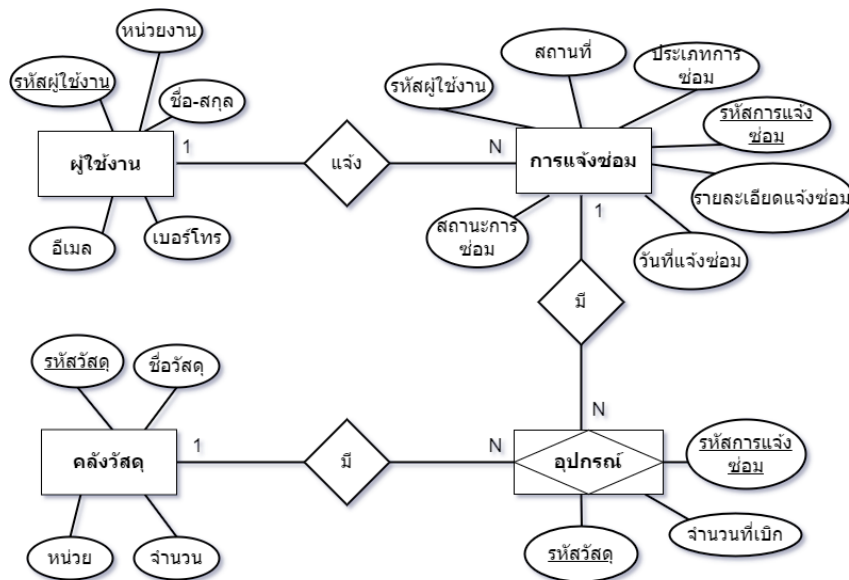 หน่วยงาน
รหัสผู้ใช้งาน
ชื่อ-สกุล
ผู้ใช้งาน
อีเมล
เบอร์โทร
1
แจ้ง
N
สถานที่
ประเภทการ
ซ่อม
รหัสผู้ใช้งาน
รหัสการแจ้ง
ซ่อม
การแจ้งซ่อม
รายละเอียดแจ้งซ่อม
สถานะการ
ซ่อม
วันที่แจ้งซ่อม
1
มี
N
รหัสวัสดุ
ชื่อวัสดุ
คลังวัสดุ
หน่วย
จำนวน
1
มี
N
อุปกรณ์
รหัสการแจ้ง
ซ่อม
จำนวนที่เบิก
รหัสวัสดุ